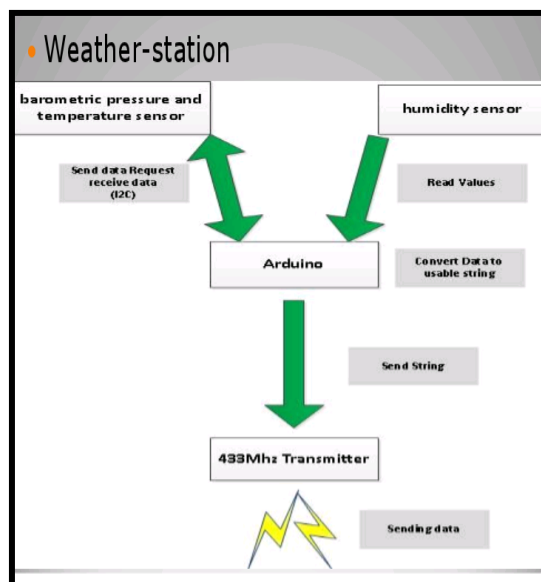 • Weather-station
barometric pressure and
temperature sensor
humidity sensor
Send data Request
receive data
(I2C)
Read Values
Arduino
Convert Data to
usable string
Send String
433Mhz Transmitter
Sending data